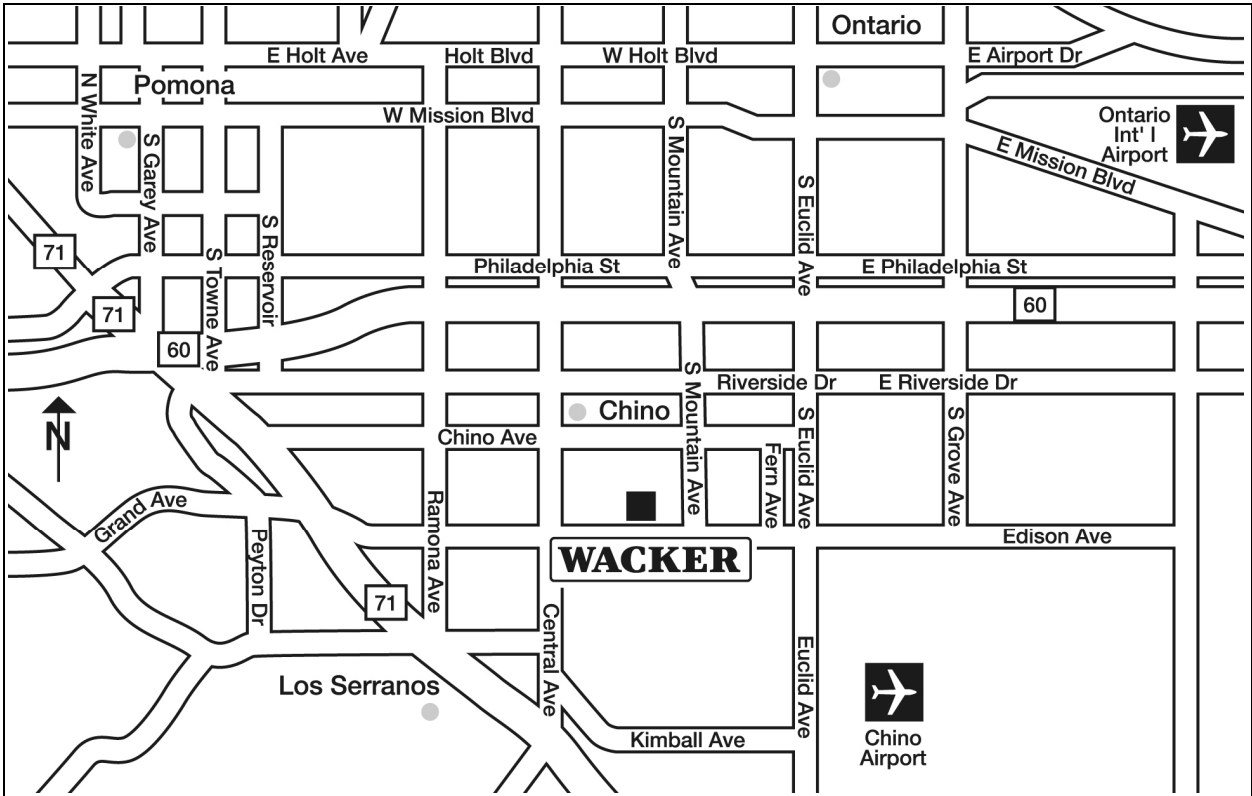 Ontario
E Holt Ave
Holt Blvd
W Holt Blvd
E Airport Dr
N White Ave
Pomona
W Mission Blvd
Ontario
Int' l
Airport
S Garey Ave
S Mountain Ave
E Mission Blvd
S Euclid Ave
S Reservoir
71
S Towne Ave
Philadelphia St
E Philadelphia St
71
60
60
S Mountain Ave
Riverside Dr
E Riverside Dr
N
Chino
S Euclid Ave
S Grove Ave
Chino Ave
Fern Ave
Grand Ave
Ramona Ave
Peyton Dr
Edison Ave
WACKER
71
Central Ave
Euclid Ave
Los Serranos
Kimball Ave
Chino
Airport